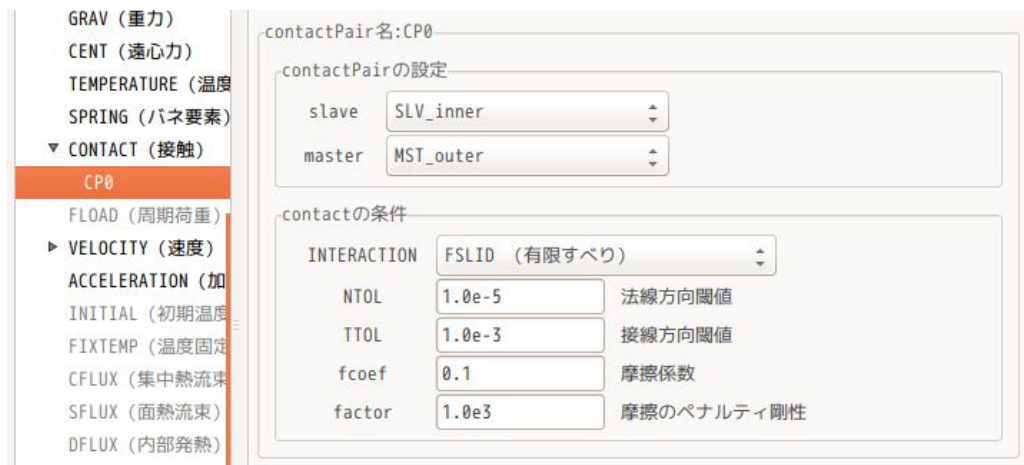 GRAV (重力)
CENT (遠心力)
TEMPERATURE (温度
SPRING (バネ要素)
CONTACT (接触)
CP0
FLOAD (周期荷重)
VELOCITY (速度)
ACCELERATION (加
INITIAL (初期温度
FIXTEMP (温度固定
CFLUX (集中熱流束
SFLUX (面熱流束)
DFLUX (内部発熱)
contactPair名:CP0
contactPairの設定
slave SLV_inner
master MST_outer
contactの条件
INTERACTION FSLID (有限すべり)
NTOL 1.0e-5 法線方向閾値
TTOL 1.0e-3 接線方向閾値
fcoef 0.1 摩擦係数
factor 1.0e3 摩擦のペナルティ剛性